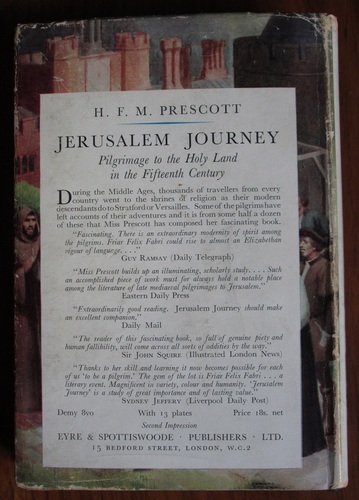 H. F. M. PRESCOTT
JERUSALEM JOURNEY
Pilgrimage to the Holy Land
in the Fifteenth Century
During the Middle Ages, thousands of travellers from every
country went to the shrines of religion as their modern
descendants do to Stratford or Versailles. Some of the pilgrims have
left accounts of their adventures and it is from some half a dozen
of these that Miss Prescott has composed her fascinating book.
"Fascinating. There is an extraordinary modernity of spirit among
the pilgrims. Friar Felix Fabri could rise to almost an Elizabethan
vigour of language. . . ."
GUY RAMSAY (Daily Telegraph)
"Miss Prescott builds up an illuminating, scholarly study. . . . Such
an accomplished piece of work must for always hold a notable place
among the literature of late mediaeval pilgrimages to Jerusalem."
Eastern Daily Press
"Extraordinarily good reading. Jerusalem Journey should make
an excellent companion."
Daily Mail
"The reader of this fascinating book, so full of genuine piety and
human fallibility, will come across all sorts of oddities by the way."
SIR JOHN SQUIRE (Illustrated London News)
"Thanks to her skill and learning it now becomes possible for each
of us 'to be a pilgrim.' The gem of the lot is Friar Felix Fabri . . . a
literary event. Magnificent in variety, colour and humanity. 'Jerusalem
Journey' is a study of great importance and of lasting value."
SYDNEY JEFFERY (Liverpool Daily Post)
Demy 8vo With 13 plates Price 18s. net
Second Impression
EYRE & SPOTTISWOODE · PUBLISHERS · LTD.
15 BEDFORD STREET, LONDON, W.C.2